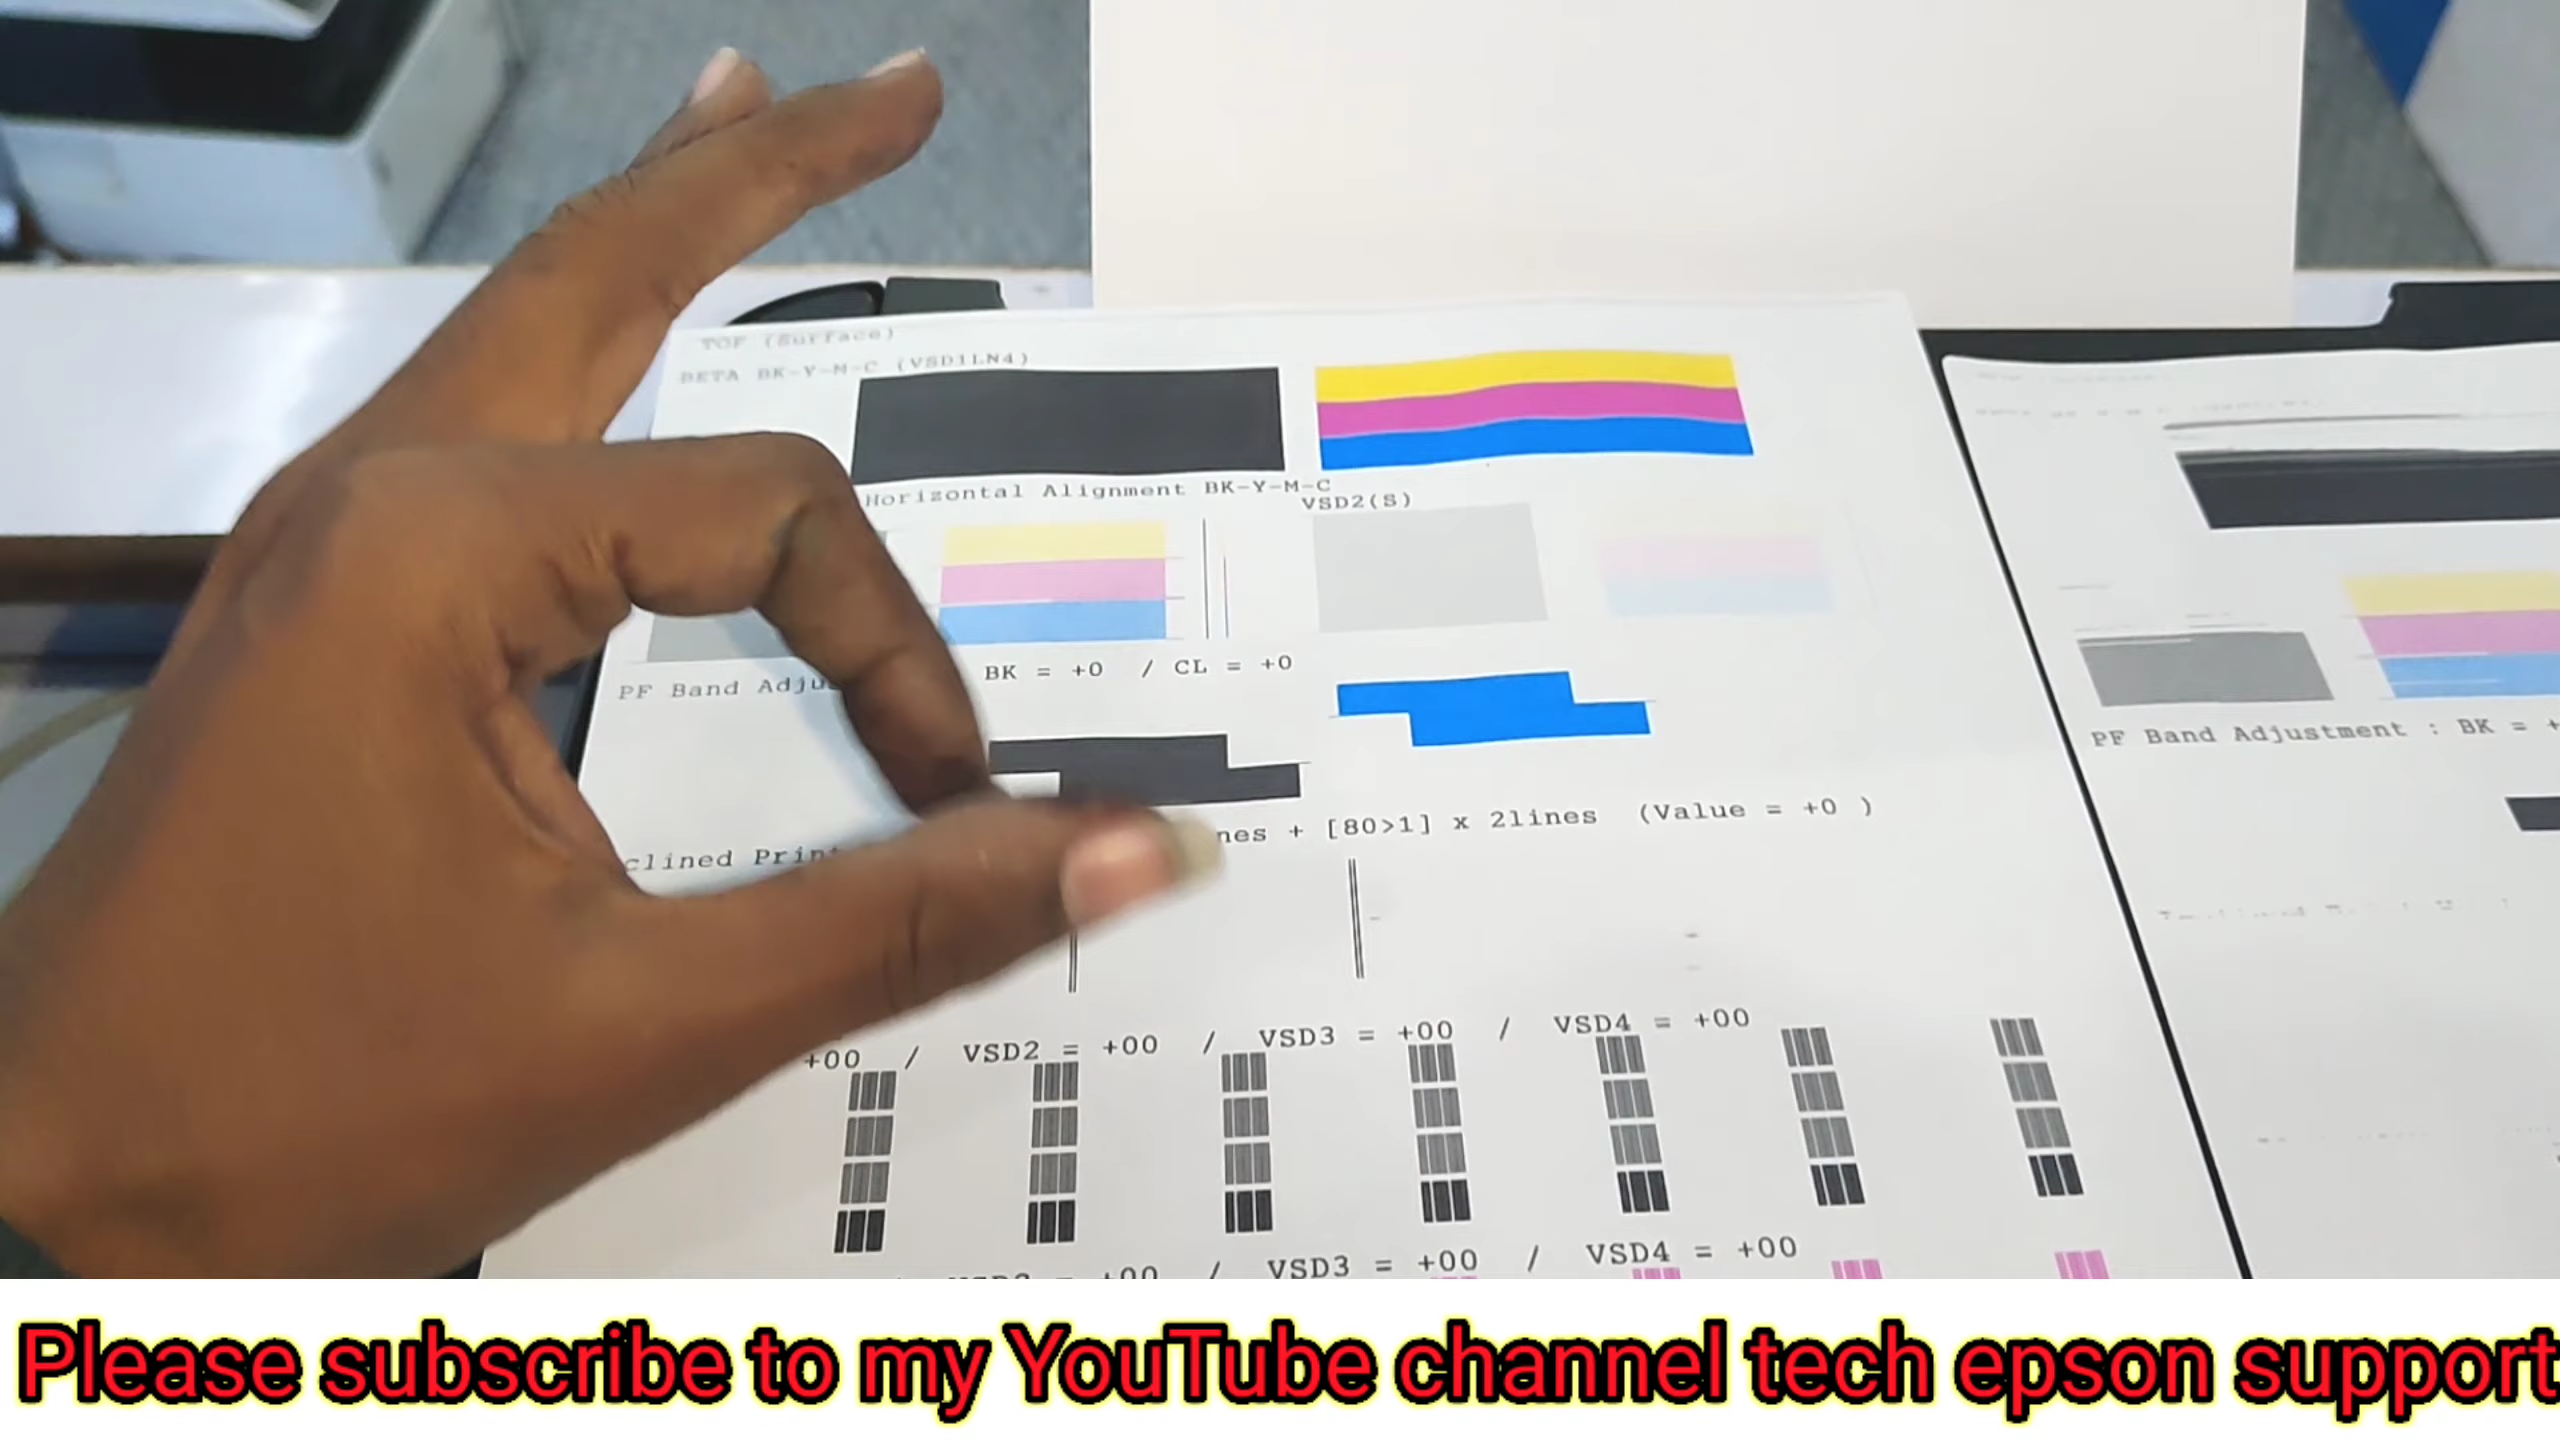 TOF (Surface)
BETA BK-Y-M-C (VSD1LN4)
Horizontal Alignment BK-Y-M-C
VSD2(S)
PF Band Adju
BK = +0 / CL = +0
PF Band Adjustment : BK = +
clined Print
nes + [80>1] x 2lines (Value = +0 )
+00 / VSD2 = +00 / VSD3 = +00 / VSD4 = +00
+00 / VSD3 = +00 / VSD4 = +00
Please subscribe to my YouTube channel tech epson support